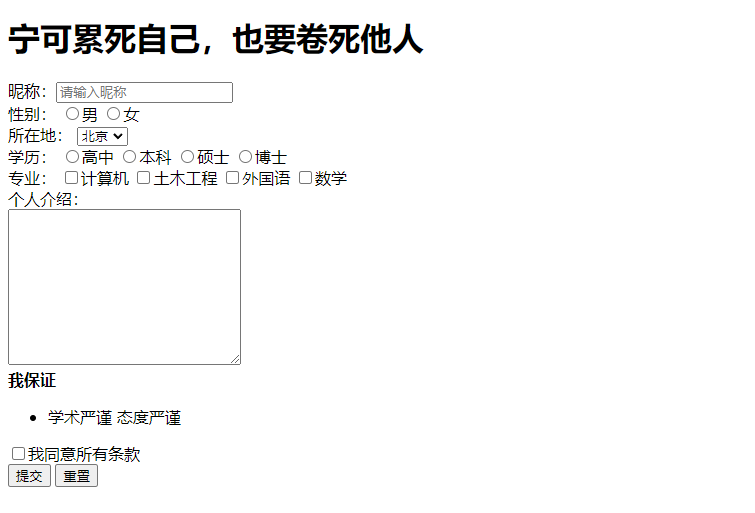 宁可累死自己，也要卷死他人
昵称：请输入昵称
性别： 男 女
所在地： 北京
学历： 高中 本科 硕士 博士
专业： 计算机 土木工程 外国语 数学
个人介绍：
我保证
学术严谨 态度严谨
我同意所有条款
提交 重置